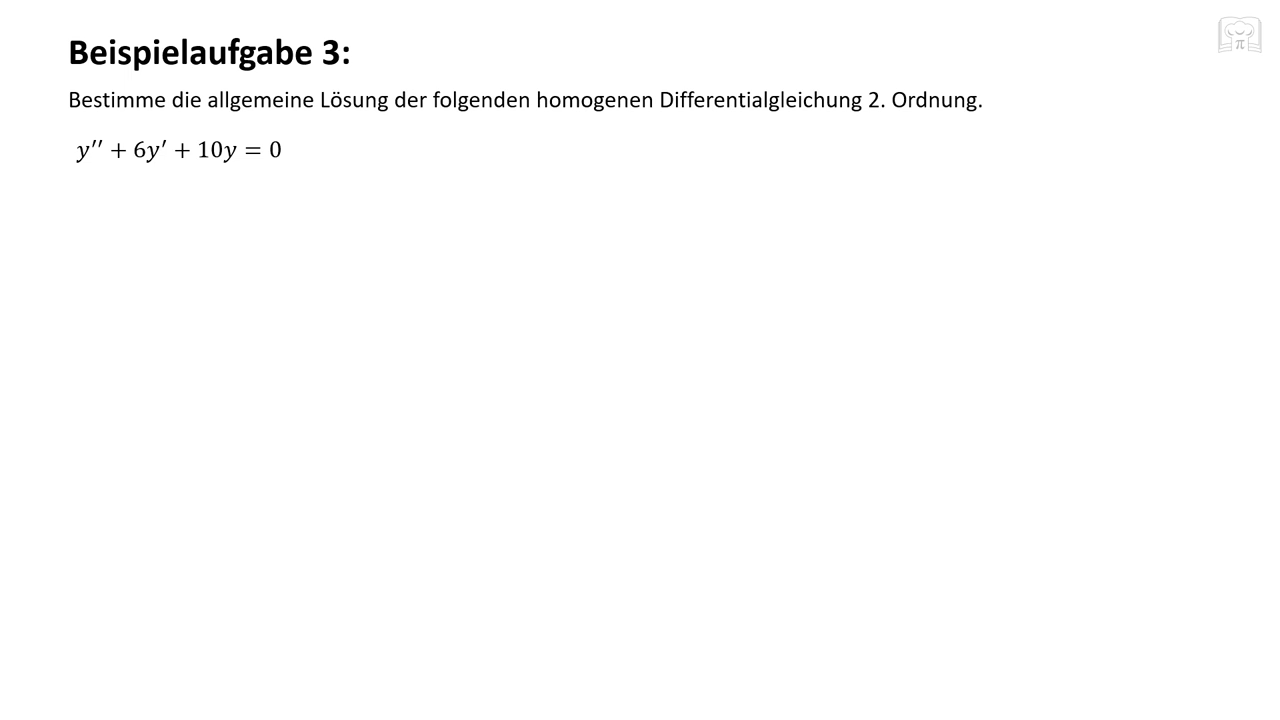 Beispielaufgabe 3:
Bestimme die allgemeine Lösung der folgenden homogenen Differentialgleichung 2. Ordnung.
y′′ + 6y′ + 10y = 0
π